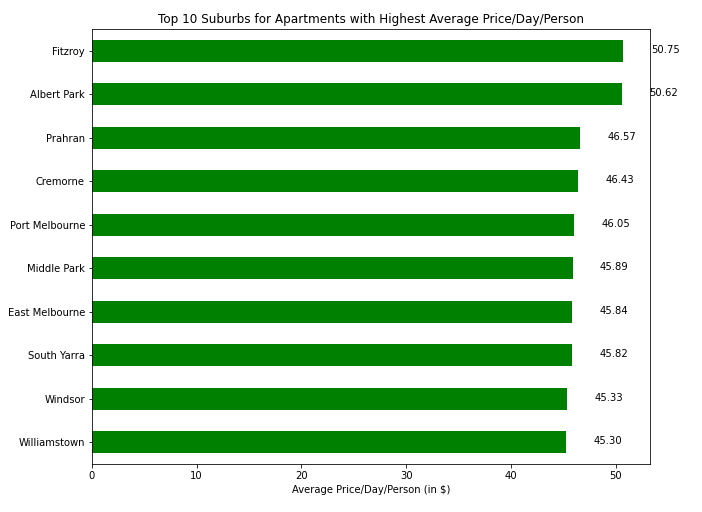 Top 10 Suburbs for Apartments with Highest Average Price/Day/Person
Fitzroy 50.75
Albert Park 50.62
Prahran 46.57
Cremorne 46.43
Port Melbourne 46.05
Middle Park 45.89
East Melbourne 45.84
South Yarra 45.82
Windsor 45.33
Williamstown 45.30
0 10 20 30 40 50
Average Price/Day/Person (in $)